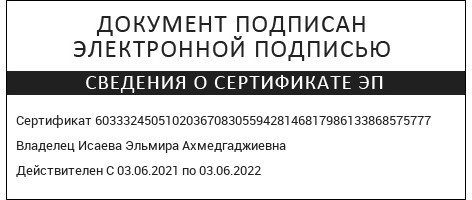 ДОКУМЕНТ ПОДПИСАН
ЭЛЕКТРОННОЙ ПОДПИСЬЮ
СВЕДЕНИЯ О СЕРТИФИКАТЕ ЭП
Сертификат 603332450510203670830559428146817986133868575777
Владелец Исаева Эльмира Ахмедгаджиевна
Действителен С 03.06.2021 по 03.06.2022